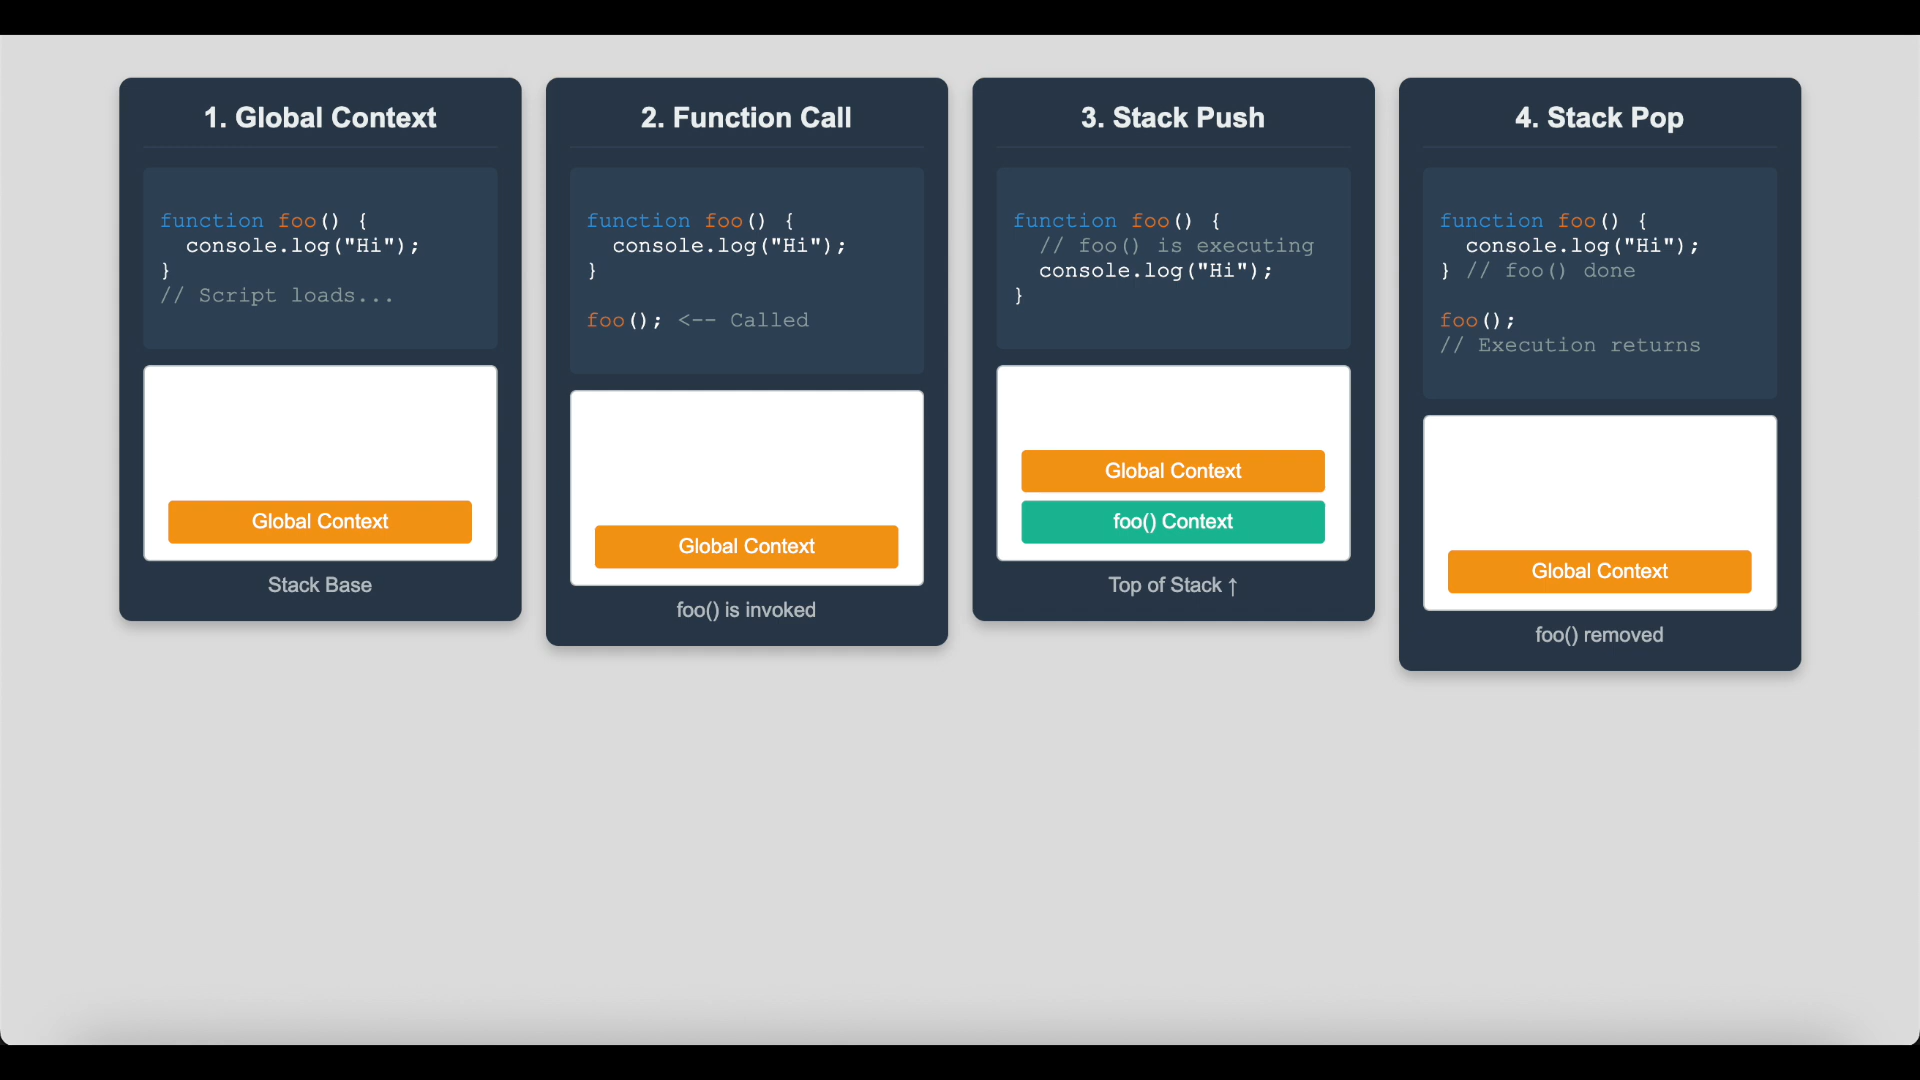 1. Global Context
function foo() {
  console.log("Hi");
}
// Script loads...
Global Context
Stack Base
2. Function Call
function foo() {
  console.log("Hi");
}
foo(); <-- Called
Global Context
foo() is invoked
3. Stack Push
function foo() {
  // foo() is executing
  console.log("Hi");
}
Global Context
foo() Context
Top of Stack ↑
4. Stack Pop
function foo() {
  console.log("Hi");
} // foo() done
foo();
// Execution returns
Global Context
foo() removed